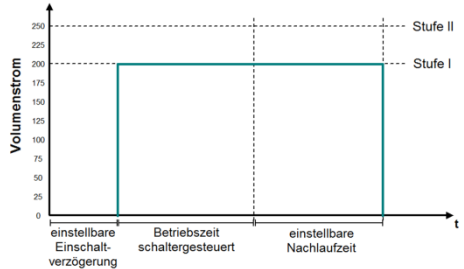 Volumenstrom
250
225
200
175
150
125
100
75
50
25
0
Stufe II
Stufe I
t
einstellbare
Einschalt-
verzögerung
Betriebszeit
schaltergesteuert
einstellbare
Nachlaufzeit